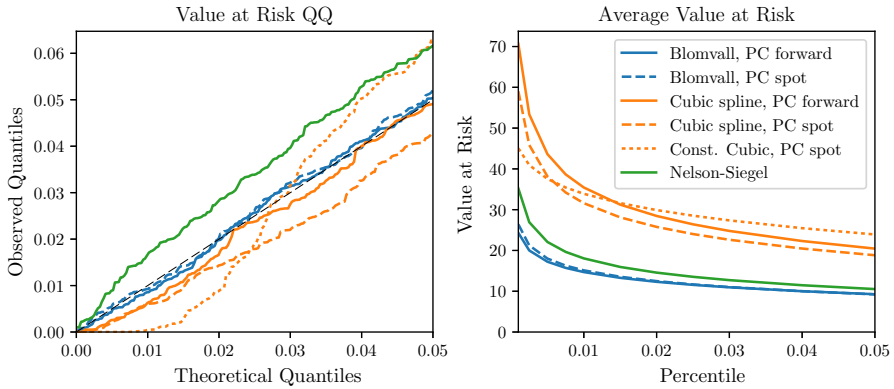 Value at Risk QQ
Observed Quantiles
0.06
0.05
0.04
0.03
0.02
0.01
0.00
0.00 0.01 0.02 0.03 0.04 0.05
Theoretical Quantiles
Average Value at Risk
Value at Risk
70
60
50
40
30
20
10
0
Blomvall, PC forward
Blomvall, PC spot
Cubic spline, PC forward
Cubic spline, PC spot
Const. Cubic, PC spot
Nelson-Siegel
0.01 0.02 0.03 0.04 0.05
Percentile